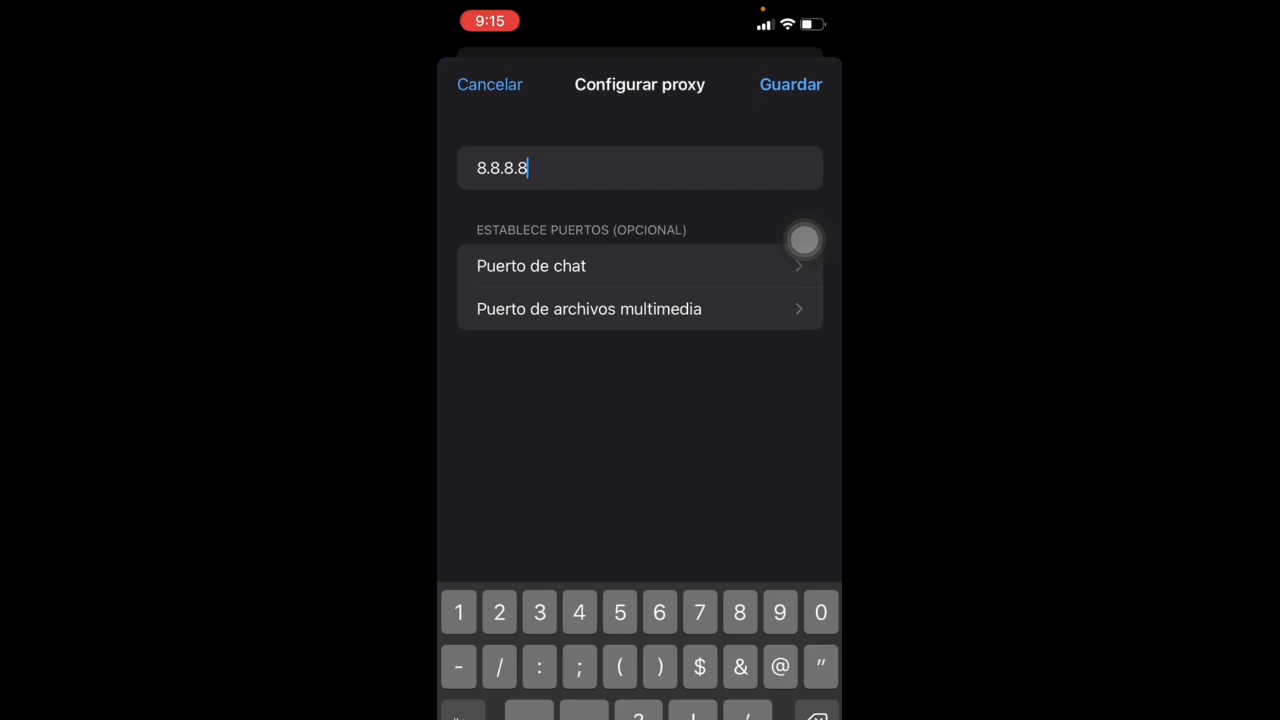 9:15
Cancelar Configurar proxy Guardar
8.8.8.8
ESTABLECE PUERTOS (OPCIONAL)
Puerto de chat
Puerto de archivos multimedia
1 2 3 4 5 6 7 8 9 0
- / : ; ( ) $ & @ "